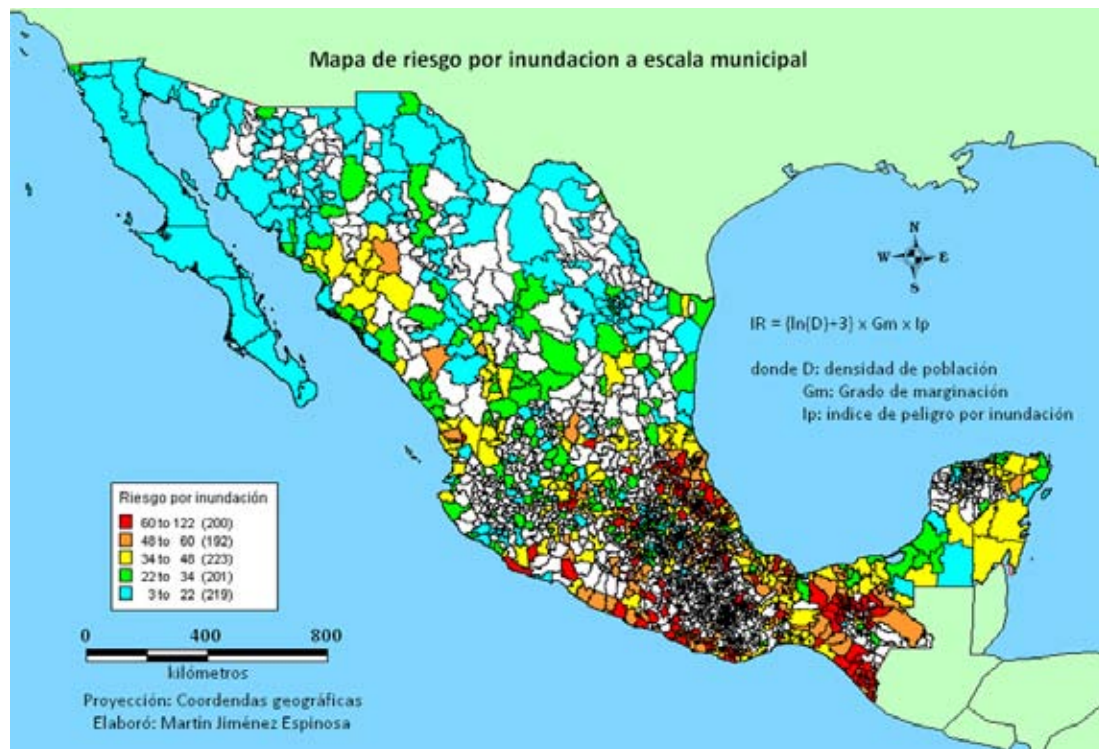 Mapa de riesgo por inundacion a escala municipal
N
W E
S
IR = {ln(D)+3} x Gm x Ip
donde D: densidad de población
Gm: Grado de marginación
Ip: indice de peligro por inundación
Riesgo por inundación
60 to 122 (200)
48 to 60 (192)
34 to 48 (223)
22 to 34 (201)
3 to 22 (219)
0 400 800
kilómetros
Proyección: Coordendas geográficas
Elaboró: Martín Jiménez Espinosa